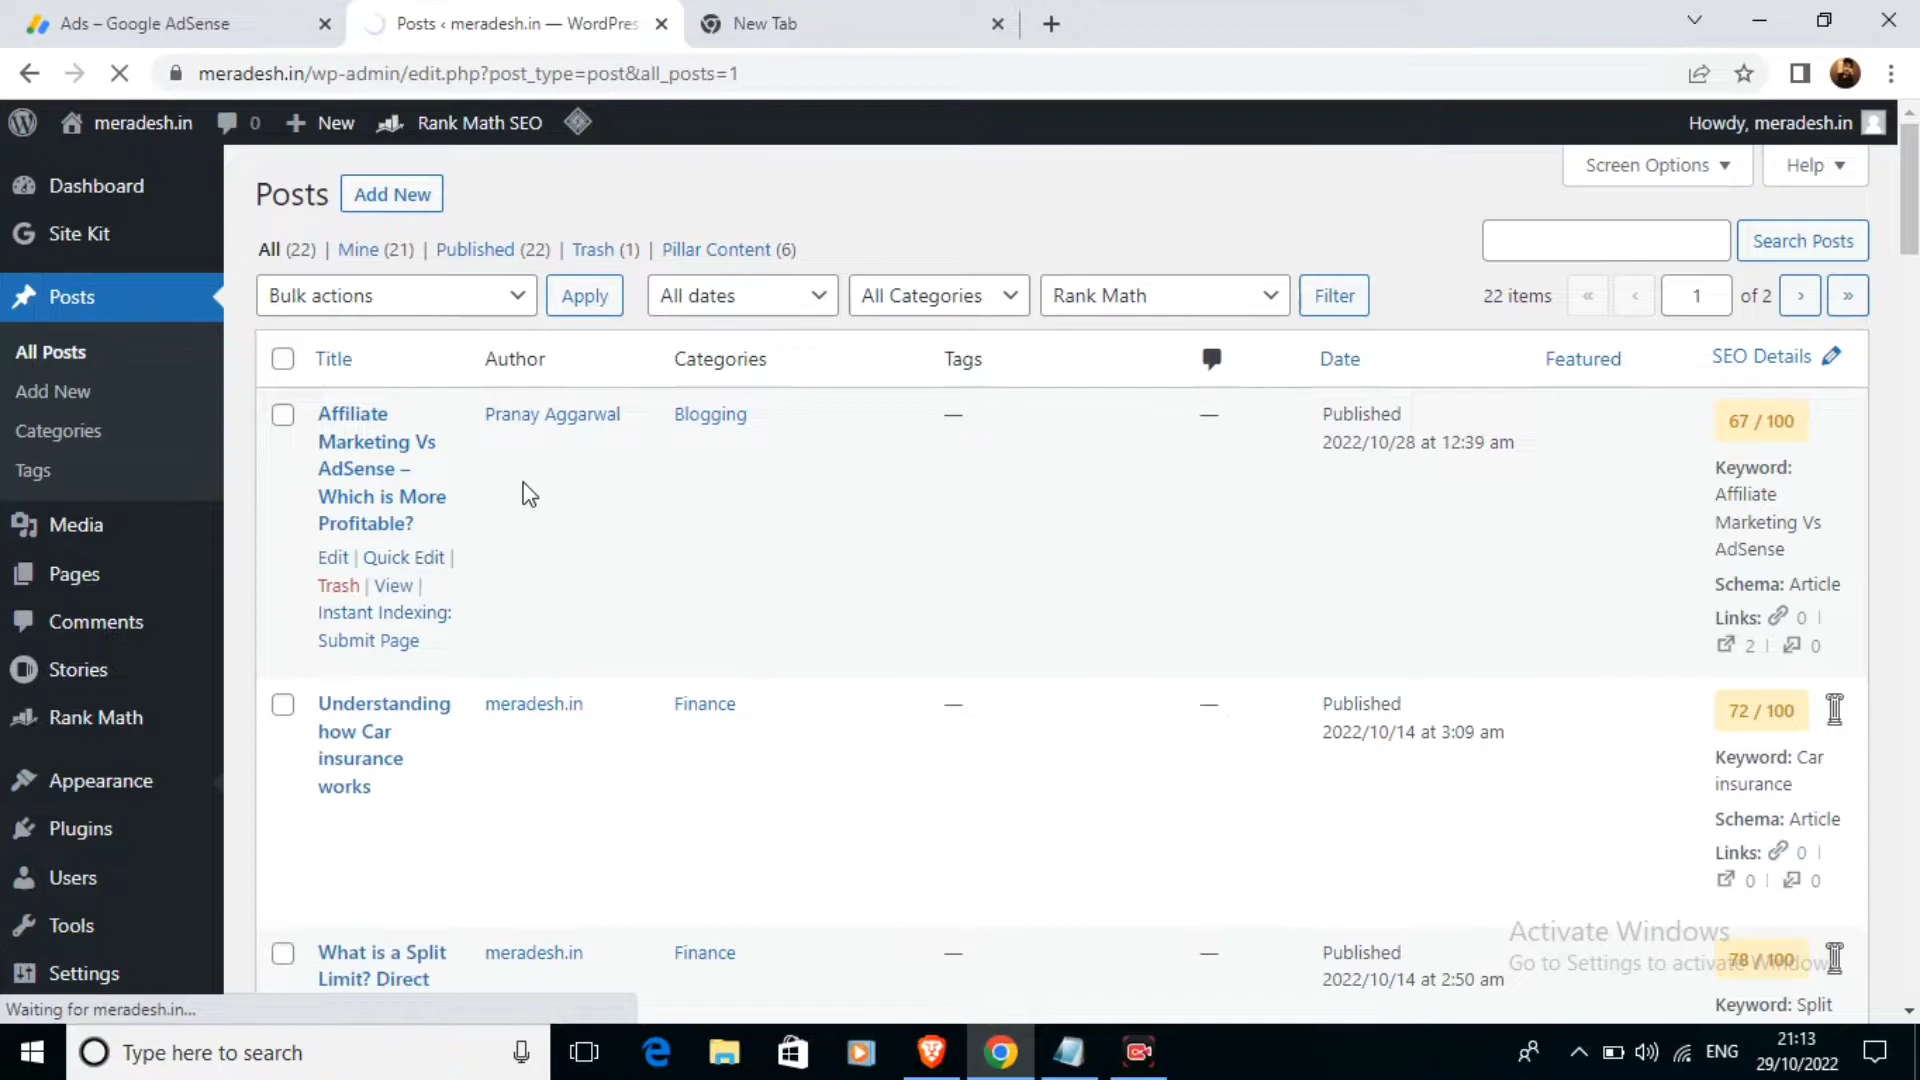 Ads – Google AdSense
Posts ‹ meradesh.in — WordPres
New Tab
meradesh.in/wp-admin/edit.php?post_type=post&all_posts=1
meradesh.in
0
New
Rank Math SEO
Howdy, meradesh.in
Dashboard
Site Kit
Posts
All Posts
Add New
Categories
Tags
Media
Pages
Comments
Stories
Rank Math
Appearance
Plugins
Users
Tools
Settings
Screen Options ▼
Help ▼
Posts
Add New
All (22) | Mine (21) | Published (22) | Trash (1) | Pillar Content (6)
Search Posts
Bulk actions
Apply
All dates
All Categories
Rank Math
Filter
22 items
«
‹
1
of 2
›
»
Title
Author
Categories
Tags
Date
Featured
SEO Details
Affiliate
Marketing Vs
AdSense –
Which is More
Profitable?
Edit | Quick Edit |
Trash | View |
Instant Indexing:
Submit Page
Pranay Aggarwal
Blogging
—
—
Published
2022/10/28 at 12:39 am
67 / 100
Keyword:
Affiliate
Marketing Vs
AdSense
Schema: Article
Links: 0 |
2 | 0
Understanding
how Car
insurance
works
meradesh.in
Finance
—
—
Published
2022/10/14 at 3:09 am
72 / 100
Keyword: Car
insurance
Schema: Article
Links: 0 |
0 | 0
What is a Split
Limit? Direct
meradesh.in
Finance
—
—
Published
2022/10/14 at 2:50 am
78 / 100
Keyword: Split
Activate Windows
Go to Settings to activate Windows
Waiting for meradesh.in...
Type here to search
ENG
21:13
29/10/2022